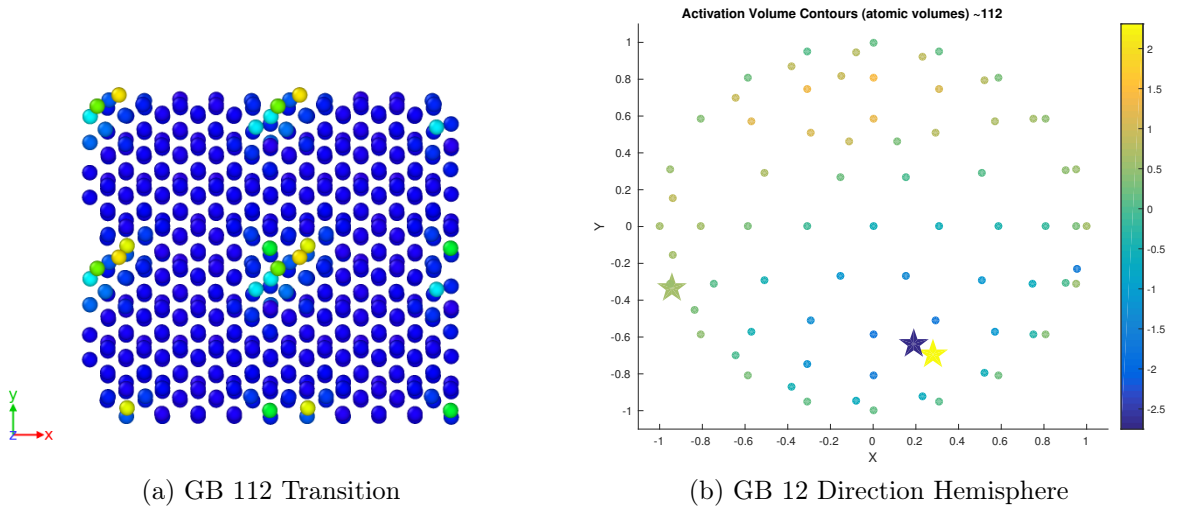 Activation Volume Contours (atomic volumes) ~112
1
0.8
0.6
0.4
0.2
0
-0.2
-0.4
-0.6
-0.8
-1
Y
-1 -0.8 -0.6 -0.4 -0.2 0 0.2 0.4 0.6 0.8 1
X
2
1.5
1
0.5
0
-0.5
-1
-1.5
-2
-2.5
y
z x
(a) GB 112 Transition
(b) GB 12 Direction Hemisphere